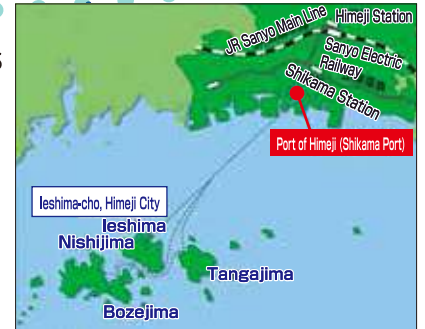 S
Himeji Station
JR Sanyo Main Line
Sanyo Electric
Railway
Shikama Station
Port of Himeji (Shikama Port)
Ieshima-cho, Himeji City
Ieshima
Nishijima
Tangajima
Bozejima